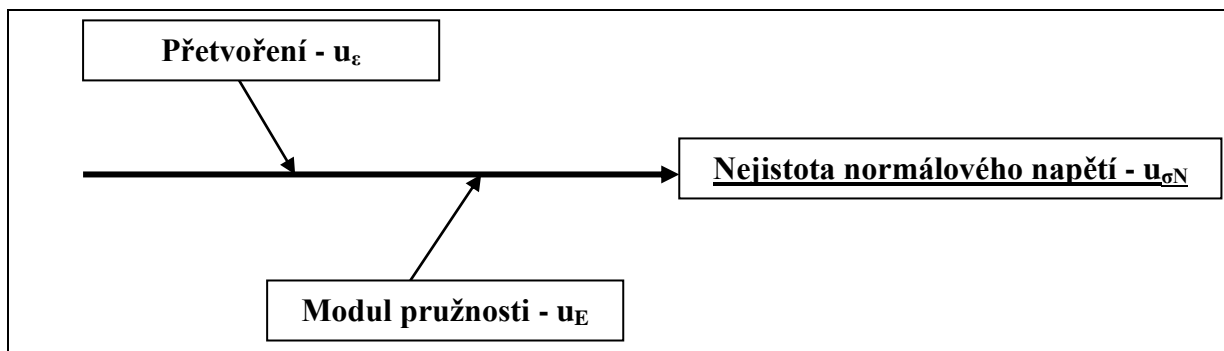 Přetvoření - uε
Nejistota normálového napětí - uσN
Modul pružnosti - uE